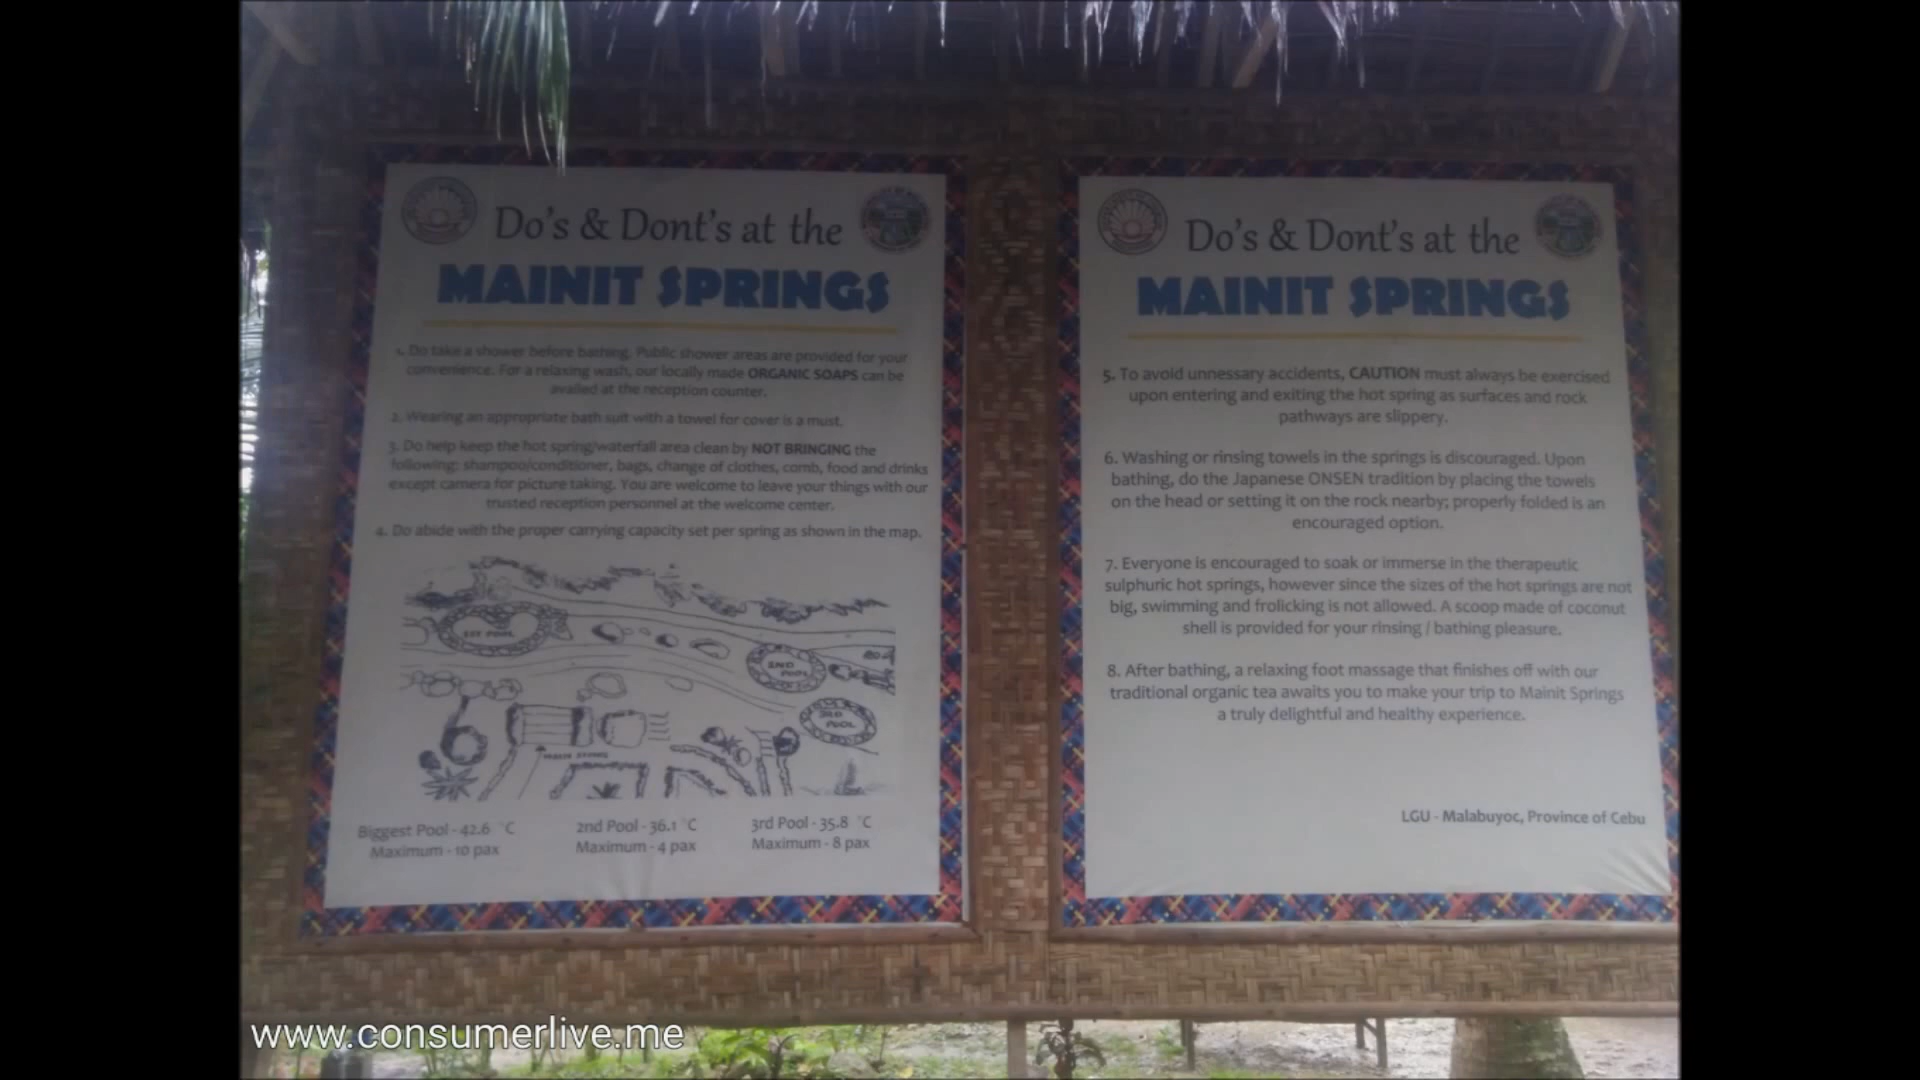 Do's & Dont's at the
MAINIT SPRINGS
1. Do take a shower before bathing. Public shower areas are provided for your
convenience. For a relaxing wash, our locally made ORGANIC SOAPS can be
availed at the reception counter.
2. Wearing an appropriate bath suit with a towel for cover is a must.
3. Do help keep the hot spring/waterfall area clean by NOT BRINGING the
following: shampoo/conditioner, bags, change of clothes, comb, food and drinks
except camera for picture taking. You are welcome to leave your things with our
trusted reception personnel at the welcome center.
4. Do abide with the proper carrying capacity set per spring as shown in the map.
1ST POOL
2ND
POOL
3RD
POOL
Biggest Pool - 42.6 °C
Maximum - 10 pax
2nd Pool - 36.1 °C
Maximum - 4 pax
3rd Pool - 35.8 °C
Maximum - 8 pax
Do's & Dont's at the
MAINIT SPRINGS
5. To avoid unnessary accidents, CAUTION must always be exercised
upon entering and exiting the hot spring as surfaces and rock
pathways are slippery.
6. Washing or rinsing towels in the springs is discouraged. Upon
bathing, do the Japanese ONSEN tradition by placing the towels
on the head or setting it on the rock nearby; properly folded is an
encouraged option.
7. Everyone is encouraged to soak or immerse in the therapeutic
sulphuric hot springs, however since the sizes of the hot springs are not
big, swimming and frolicking is not allowed. A scoop made of coconut
shell is provided for your rinsing / bathing pleasure.
8. After bathing, a relaxing foot massage that finishes off with our
traditional organic tea awaits you to make your trip to Mainit Springs
a truly delightful and healthy experience.
LGU - Malabuyoc, Province of Cebu
www.consumerlive.me